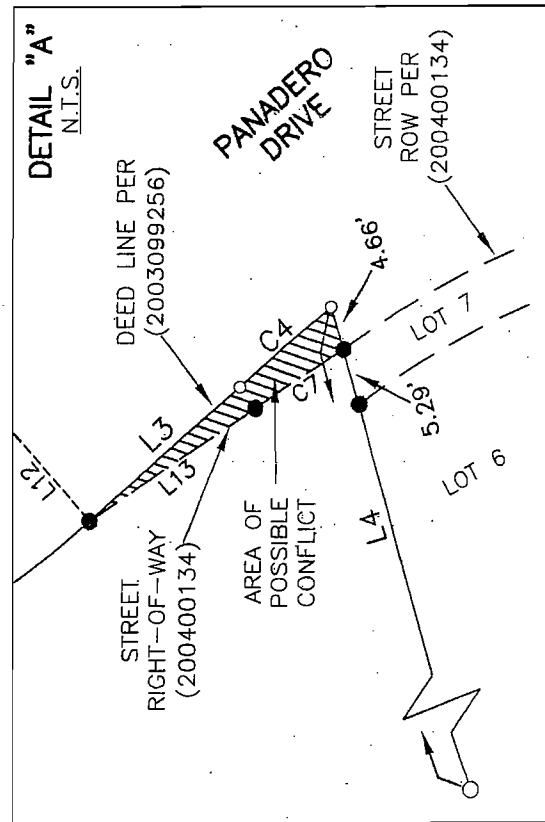 DETAIL "A"
N.T.S.
PANADERO
DRIVE
DEED LINE PER
(2003099256)
STREET
ROW PER
(200400134)
L12
L3
C4
4.66'
L13
C7
LOT 7
5.29'
STREET
RIGHT-OF-WAY
(200400134)
AREA OF
POSSIBLE
CONFLICT
L4
LOT 6